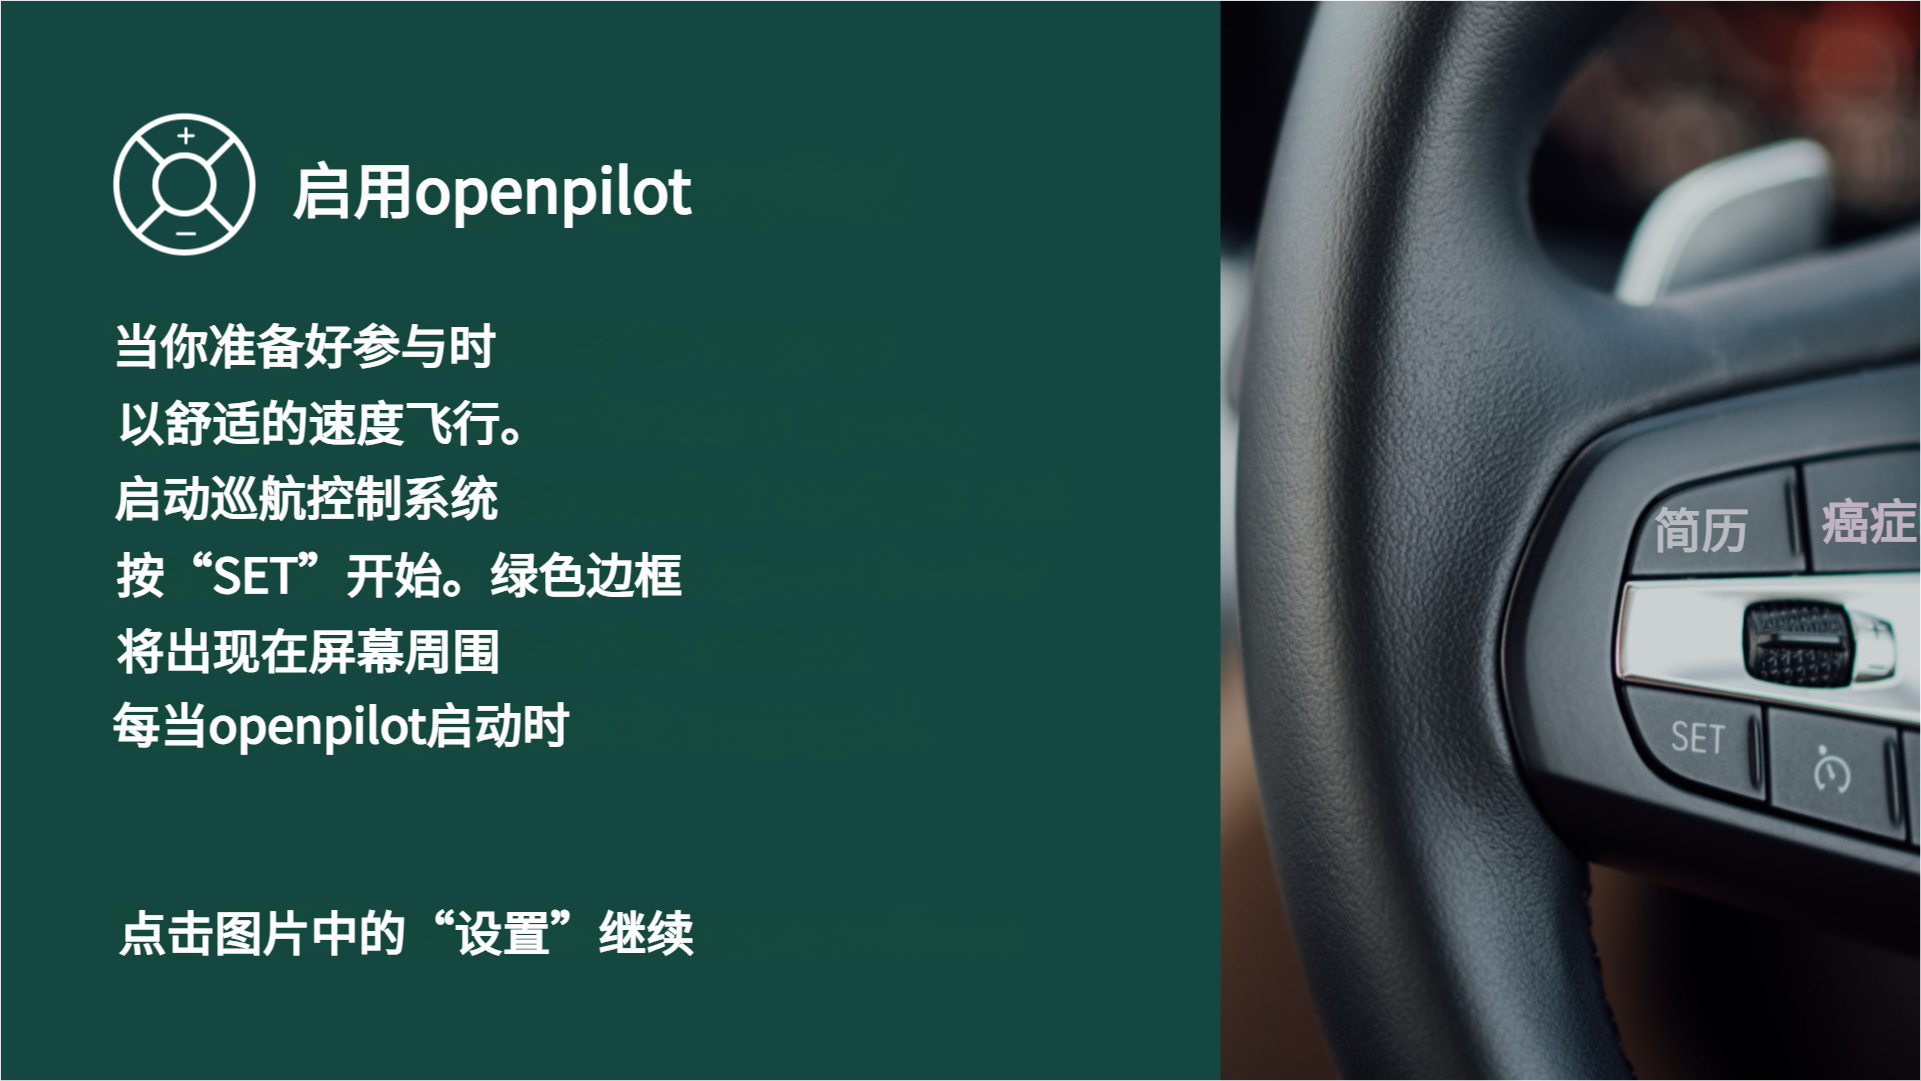 启用openpilot
当你准备好参与时
以舒适的速度飞行。
启动巡航控制系统
按“SET”开始。绿色边框
将出现在屏幕周围
每当openpilot启动时
点击图片中的“设置”继续
简历
癌症
SET